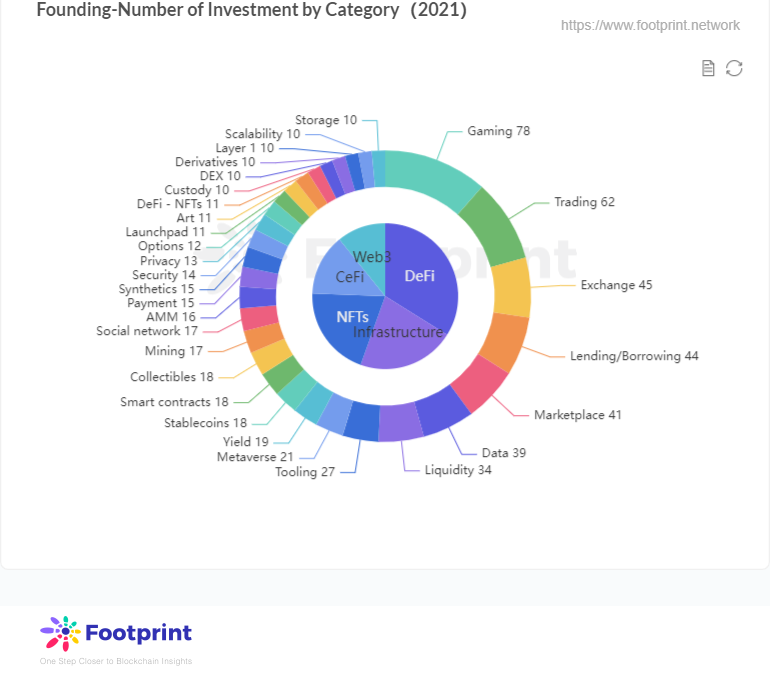 Founding-Number of Investment by Category（2021）
https://www.footprint.network
Storage 10
Scalability 10
Layer 1 10
Derivatives 10
DEX 10
Custody 10
DeFi - NFTs 11
Art 11
Launchpad 11
Options 12
Privacy 13
Security 14
Synthetics 15
Payment 15
AMM 16
Social network 17
Mining 17
Collectibles 18
Smart contracts 18
Stablecoins 18
Yield 19
Metaverse 21
Tooling 27
Gaming 78
Trading 62
Exchange 45
Lending/Borrowing 44
Marketplace 41
Data 39
Liquidity 34
Web3
CeFi
DeFi
NFTs
Infrastructure
Footprint
Footprint
One Step Closer to Blockchain Insights